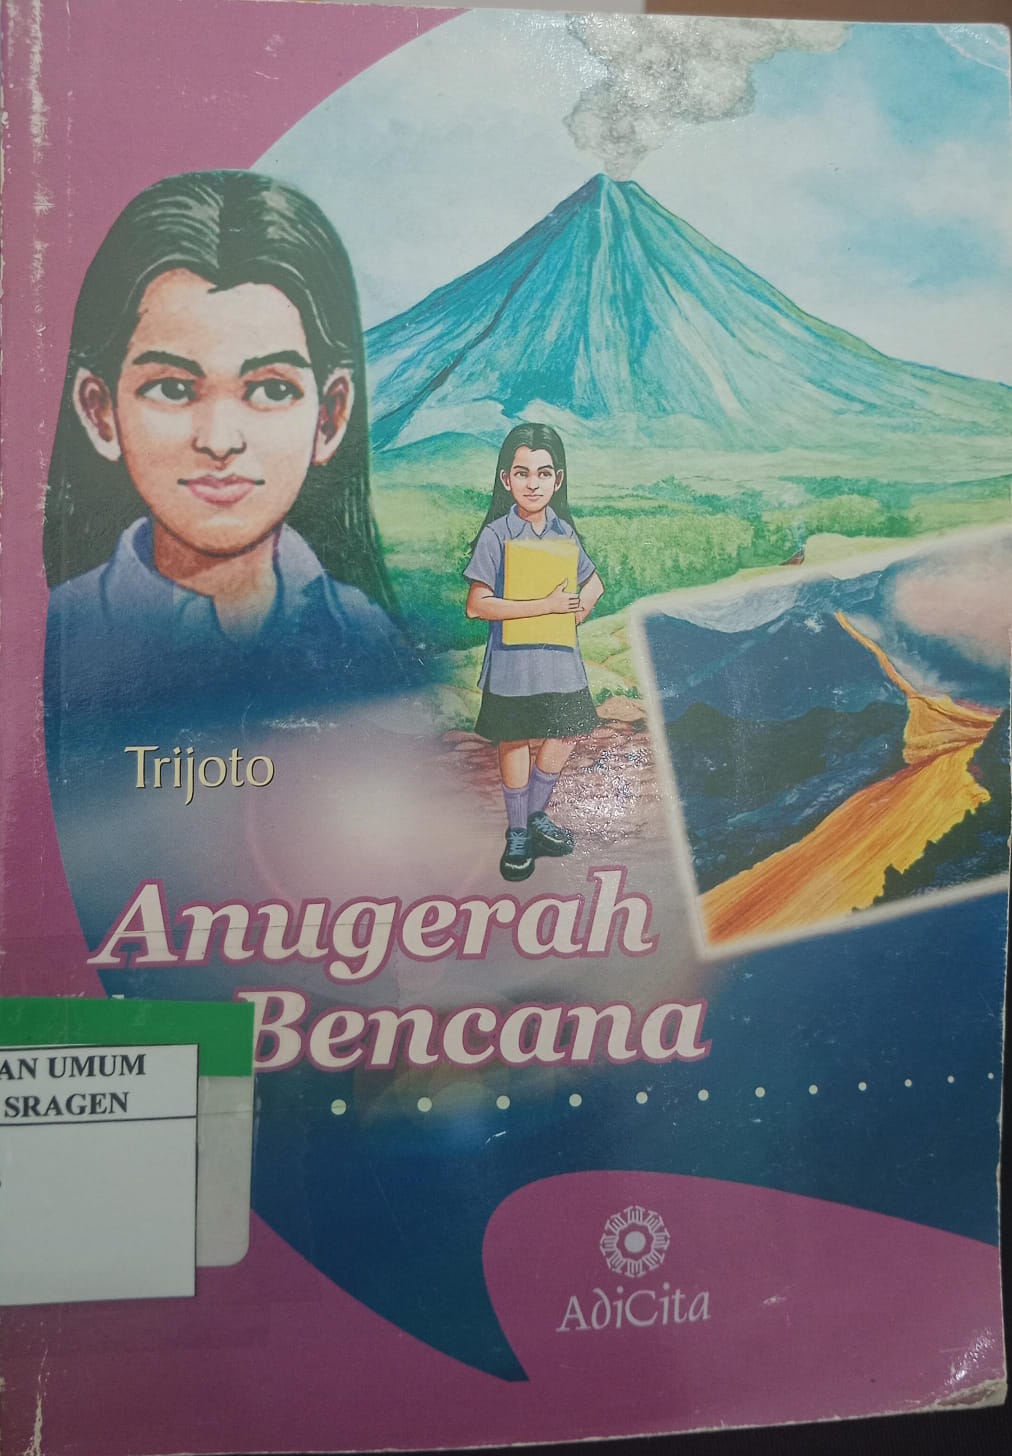 Trijoto
Anugerah
Bencana
AN UMUM
SRAGEN
AdiCita